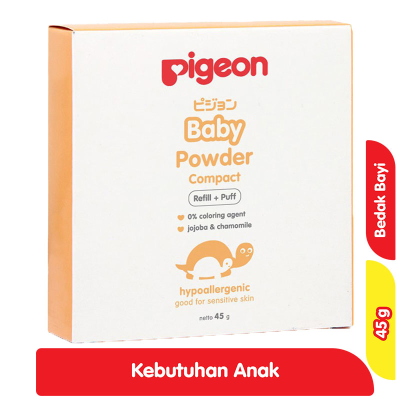 pigeon
ピジョン
Baby
Powder
Compact
Refill + Puff
0% coloring agent
jojoba & chamomile
hypoallergenic
good for sensitive skin
netto 45 g
Bedak Bayi
45 g
Kebutuhan Anak